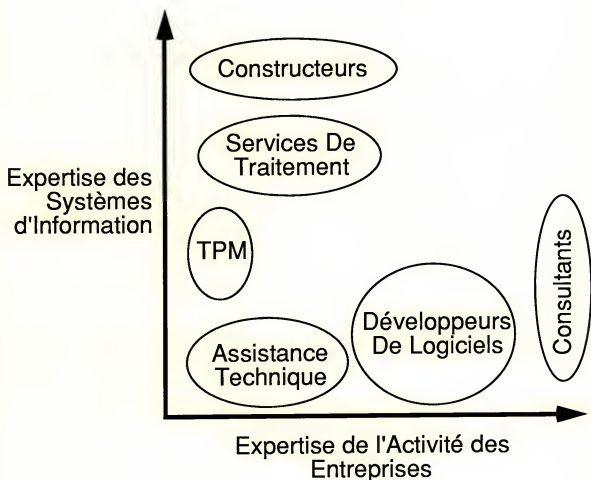 Constructeurs
Services De
Traitement
Expertise des
Systèmes
d'Information
TPM
Consultants
Développeurs
De Logiciels
Assistance
Technique
Expertise de l'Activité des
Entreprises